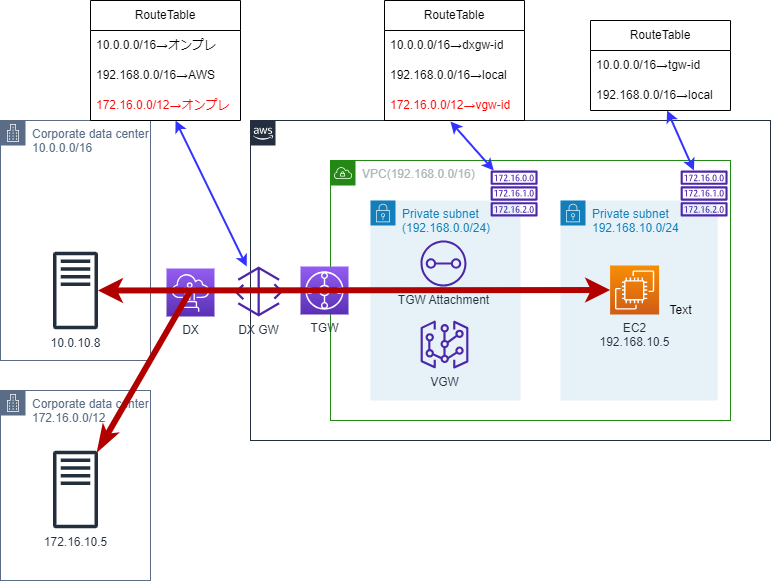 RouteTable
10.0.0.0/16→オンプレ
192.168.0.0/16→AWS
172.16.0.0/12→オンプレ
RouteTable
10.0.0.0/16→dxgw-id
192.168.0.0/16→local
172.16.0.0/12→vgw-id
RouteTable
10.0.0.0/16→tgw-id
192.168.0.0/16→local
Corporate data center
10.0.0.0/16
aws
VPC(192.168.0.0/16)
172.16.0.0
172.16.1.0
172.16.2.0
172.16.0.0
172.16.1.0
172.16.2.0
Private subnet
(192.168.0.0/24)
Private subnet
192.168.10.0/24
10.0.10.8
DX
DX GW
TGW
TGW Attachment
VGW
EC2
192.168.10.5
Text
Corporate data center
172.16.0.0/12
172.16.10.5